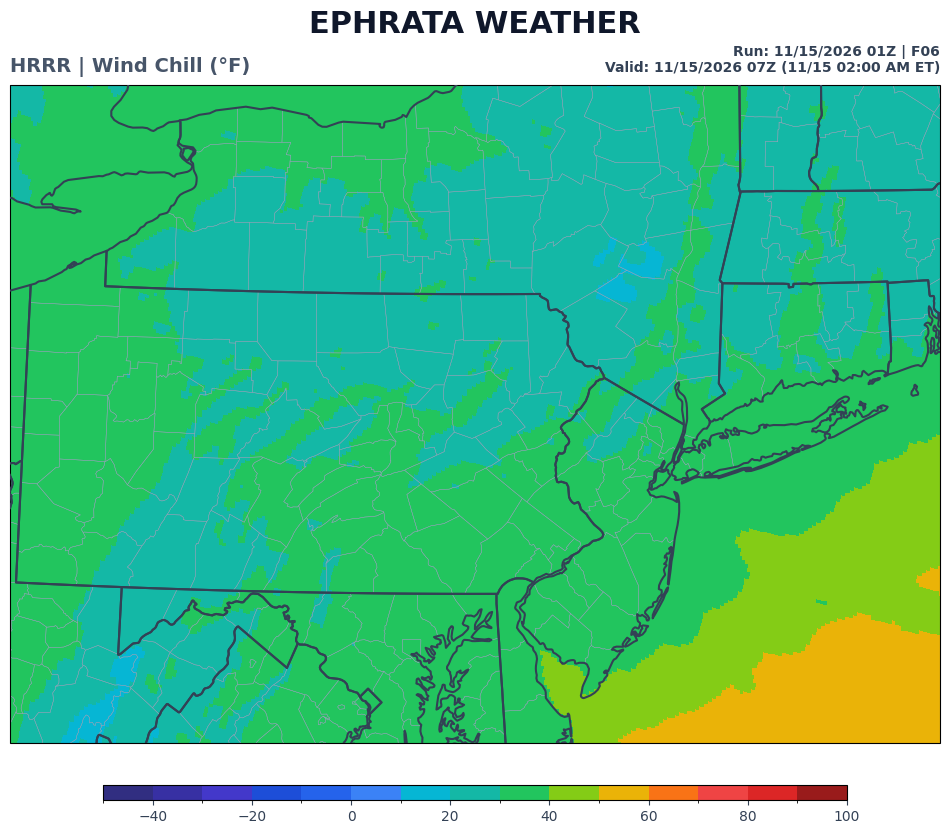 EPHRATA WEATHER
HRRR | Wind Chill (°F)
Run: 11/15/2026 01Z | F06
Valid: 11/15/2026 07Z (11/15 02:00 AM ET)
−40 −20 0 20 40 60 80 100